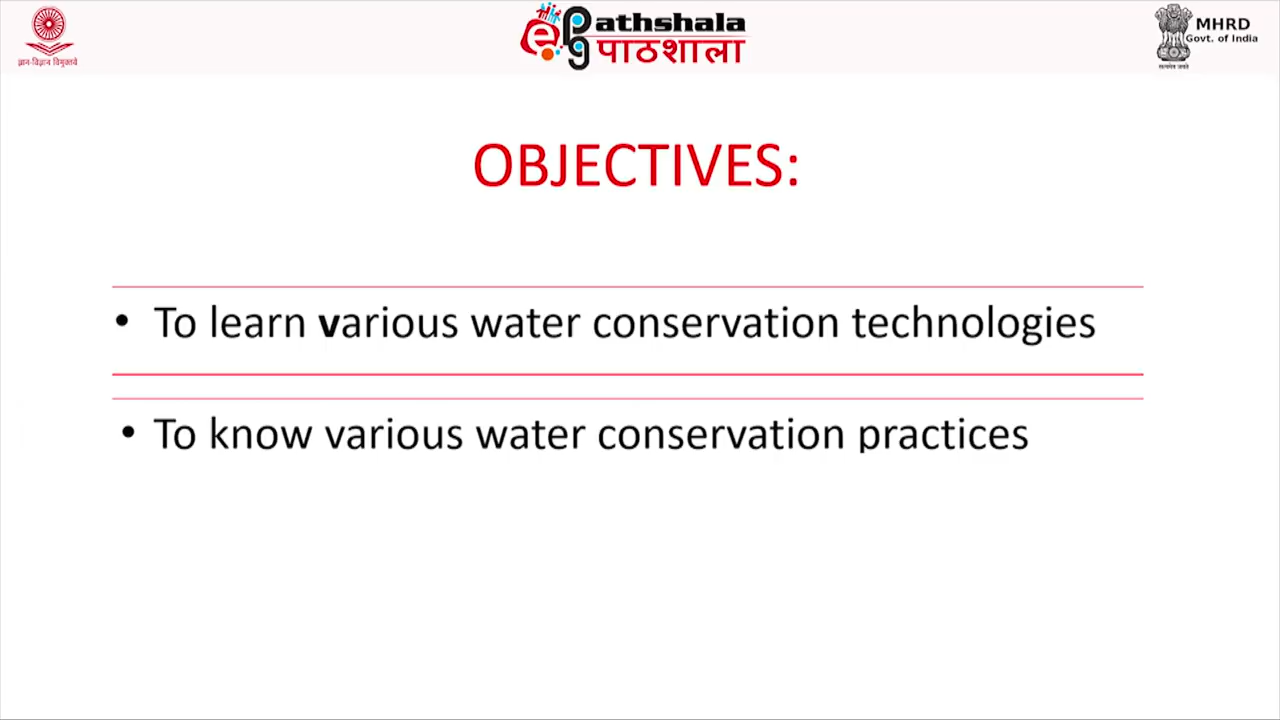 ज्ञान-विज्ञान विमुक्तये
e pg Pathshala
पाठशाला
MHRD
Govt. of India
सत्यमेव जयते
OBJECTIVES:
• To learn various water conservation technologies
• To know various water conservation practices